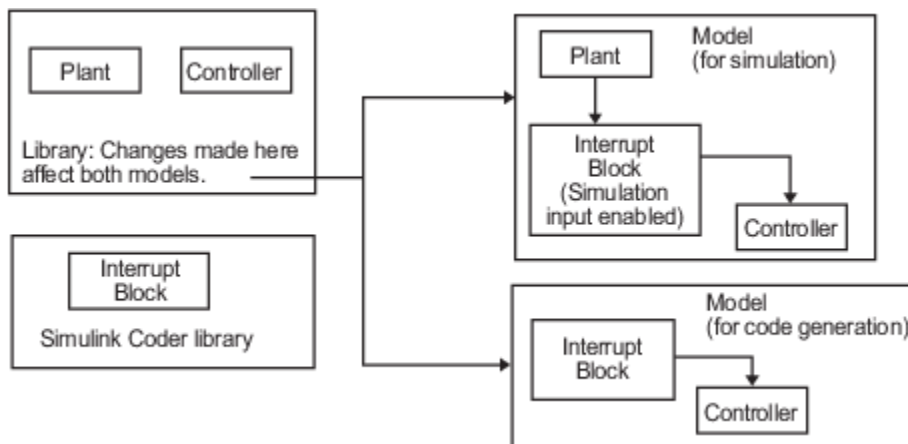 Plant
Controller
Library: Changes made here
affect both models.
Interrupt
Block
Simulink Coder library
Model
(for simulation)
Plant
Interrupt
Block
(Simulation
input enabled)
Controller
Model
(for code generation)
Interrupt
Block
Controller